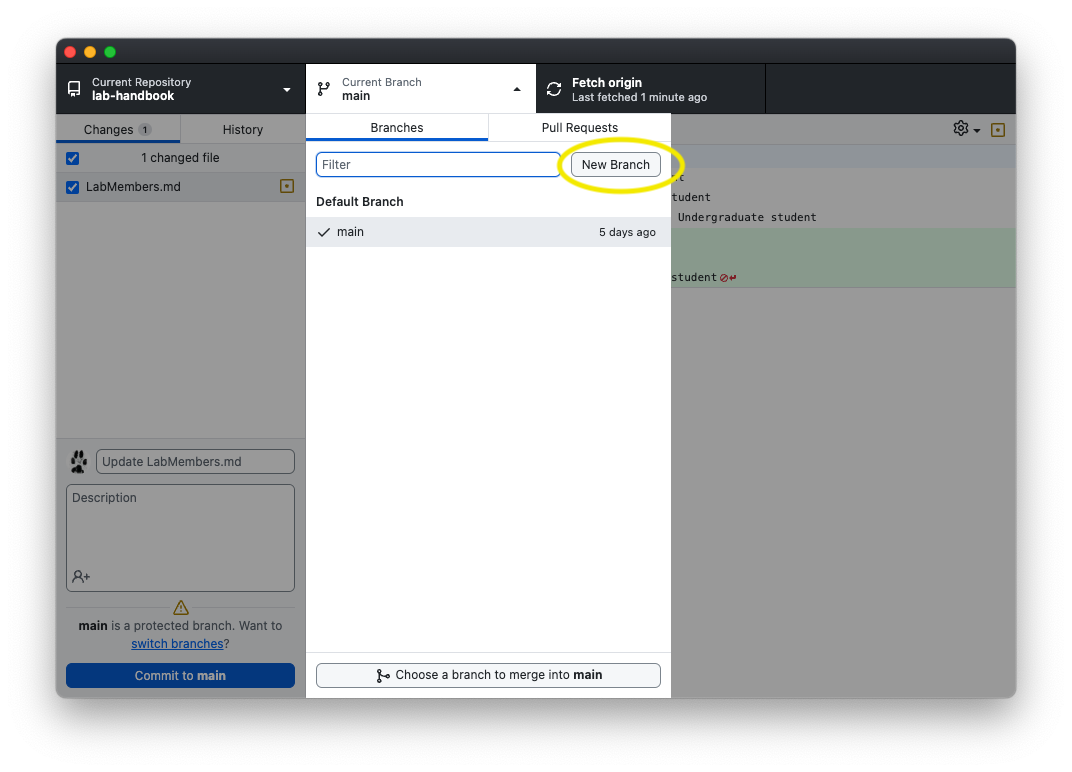 Current Repository
lab-handbook
Current Branch
main
Fetch origin
Last fetched 1 minute ago
Changes 1
History
Branches
Pull Requests
1 changed file
Filter
New Branch
LabMembers.md
Default Branch
main
5 days ago
tudent
Undergraduate student
student
Update LabMembers.md
Description
main is a protected branch. Want to
switch branches?
Commit to main
Choose a branch to merge into main